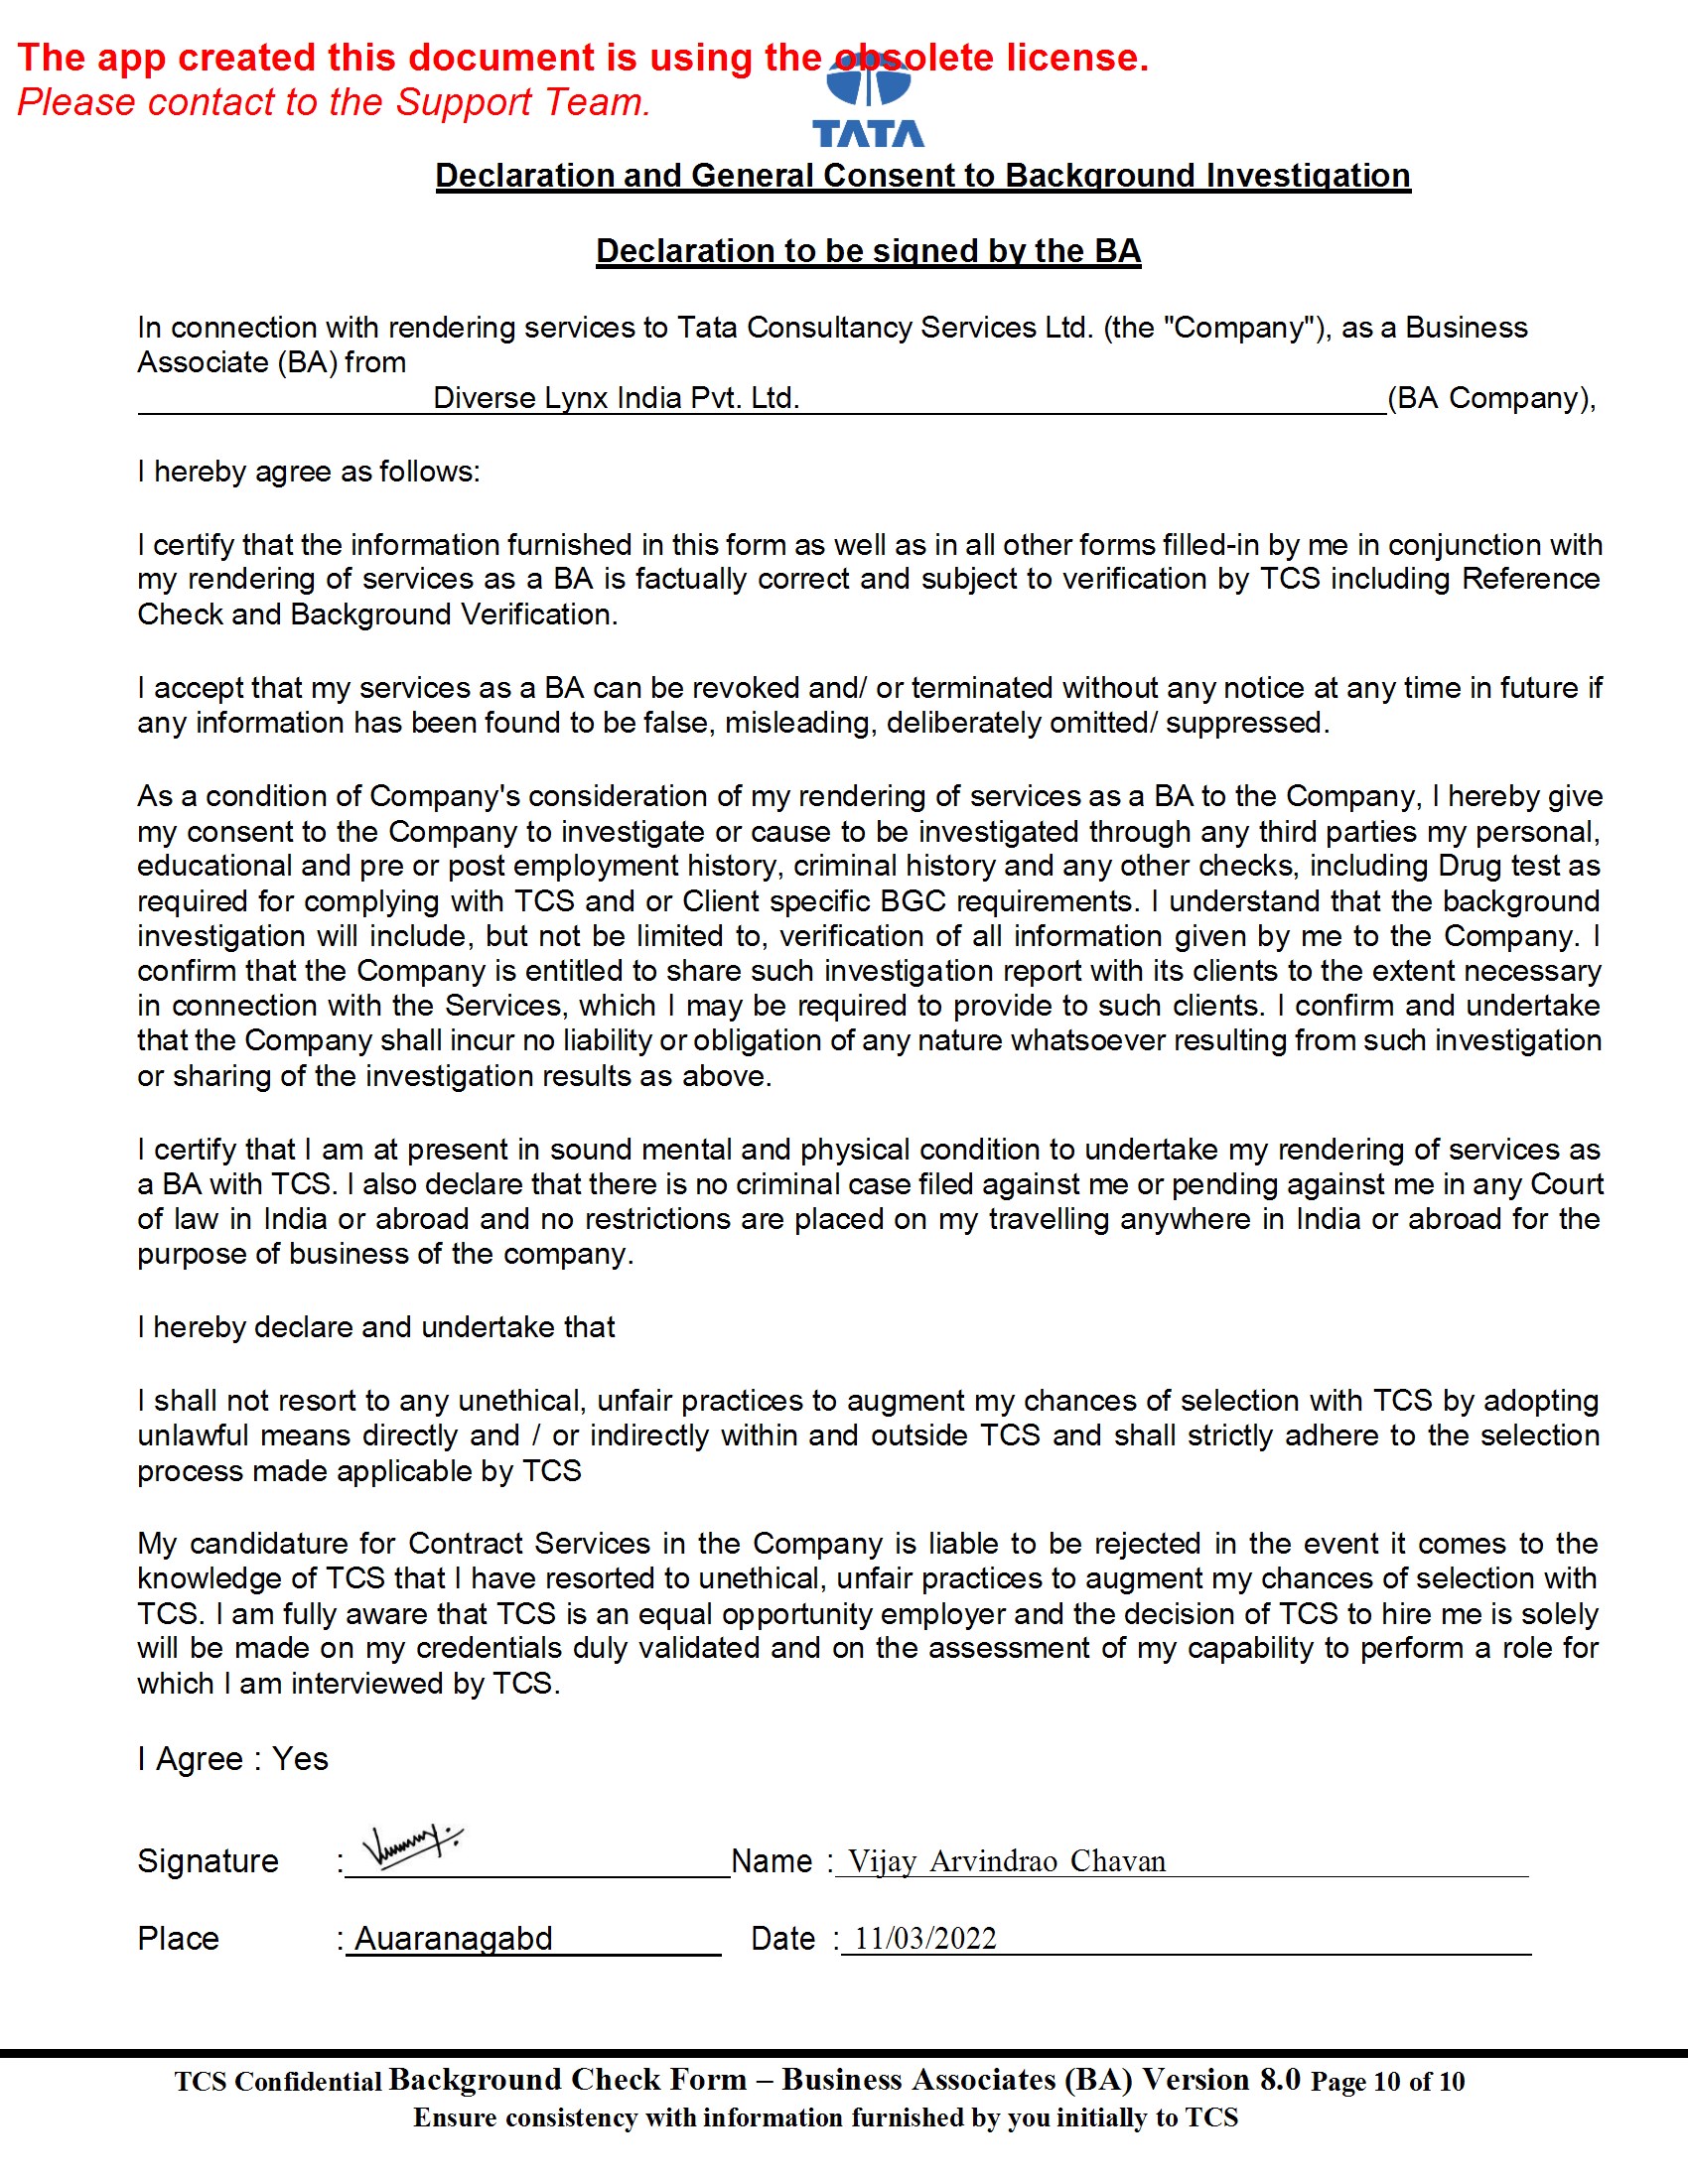 The app created this document is using the obsolete license.
Please contact to the Support Team.
TATA
Declaration and General Consent to Background Investigation
Declaration to be signed by the BA
In connection with rendering services to Tata Consultancy Services Ltd. (the "Company"), as a Business
Associate (BA) from
Diverse Lynx India Pvt. Ltd. (BA Company),
I hereby agree as follows:
I certify that the information furnished in this form as well as in all other forms filled-in by me in conjunction with
my rendering of services as a BA is factually correct and subject to verification by TCS including Reference
Check and Background Verification.
I accept that my services as a BA can be revoked and/ or terminated without any notice at any time in future if
any information has been found to be false, misleading, deliberately omitted/ suppressed.
As a condition of Company's consideration of my rendering of services as a BA to the Company, I hereby give
my consent to the Company to investigate or cause to be investigated through any third parties my personal,
educational and pre or post employment history, criminal history and any other checks, including Drug test as
required for complying with TCS and or Client specific BGC requirements. I understand that the background
investigation will include, but not be limited to, verification of all information given by me to the Company. I
confirm that the Company is entitled to share such investigation report with its clients to the extent necessary
in connection with the Services, which I may be required to provide to such clients. I confirm and undertake
that the Company shall incur no liability or obligation of any nature whatsoever resulting from such investigation
or sharing of the investigation results as above.
I certify that I am at present in sound mental and physical condition to undertake my rendering of services as
a BA with TCS. I also declare that there is no criminal case filed against me or pending against me in any Court
of law in India or abroad and no restrictions are placed on my travelling anywhere in India or abroad for the
purpose of business of the company.
I hereby declare and undertake that
I shall not resort to any unethical, unfair practices to augment my chances of selection with TCS by adopting
unlawful means directly and / or indirectly within and outside TCS and shall strictly adhere to the selection
process made applicable by TCS
My candidature for Contract Services in the Company is liable to be rejected in the event it comes to the
knowledge of TCS that I have resorted to unethical, unfair practices to augment my chances of selection with
TCS. I am fully aware that TCS is an equal opportunity employer and the decision of TCS to hire me is solely
will be made on my credentials duly validated and on the assessment of my capability to perform a role for
which I am interviewed by TCS.
I Agree : Yes
Signature : Name : Vijay Arvindrao Chavan
Place : Auaranagabd Date : 11/03/2022
TCS Confidential Background Check Form – Business Associates (BA) Version 8.0 Page 10 of 10
Ensure consistency with information furnished by you initially to TCS